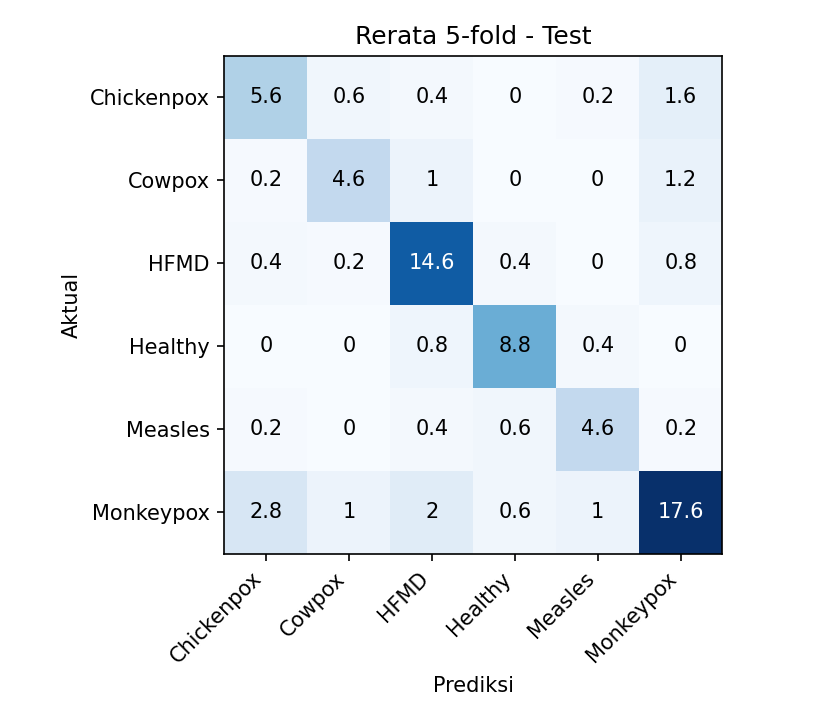 Rerata 5-fold - Test
Chickenpox 5.6 0.6 0.4 0 0.2 1.6
Cowpox 0.2 4.6 1 0 0 1.2
HFMD 0.4 0.2 14.6 0.4 0 0.8
Healthy 0 0 0.8 8.8 0.4 0
Measles 0.2 0 0.4 0.6 4.6 0.2
Monkeypox 2.8 1 2 0.6 1 17.6
Aktual
Chickenpox Cowpox HFMD Healthy Measles Monkeypox
Prediksi